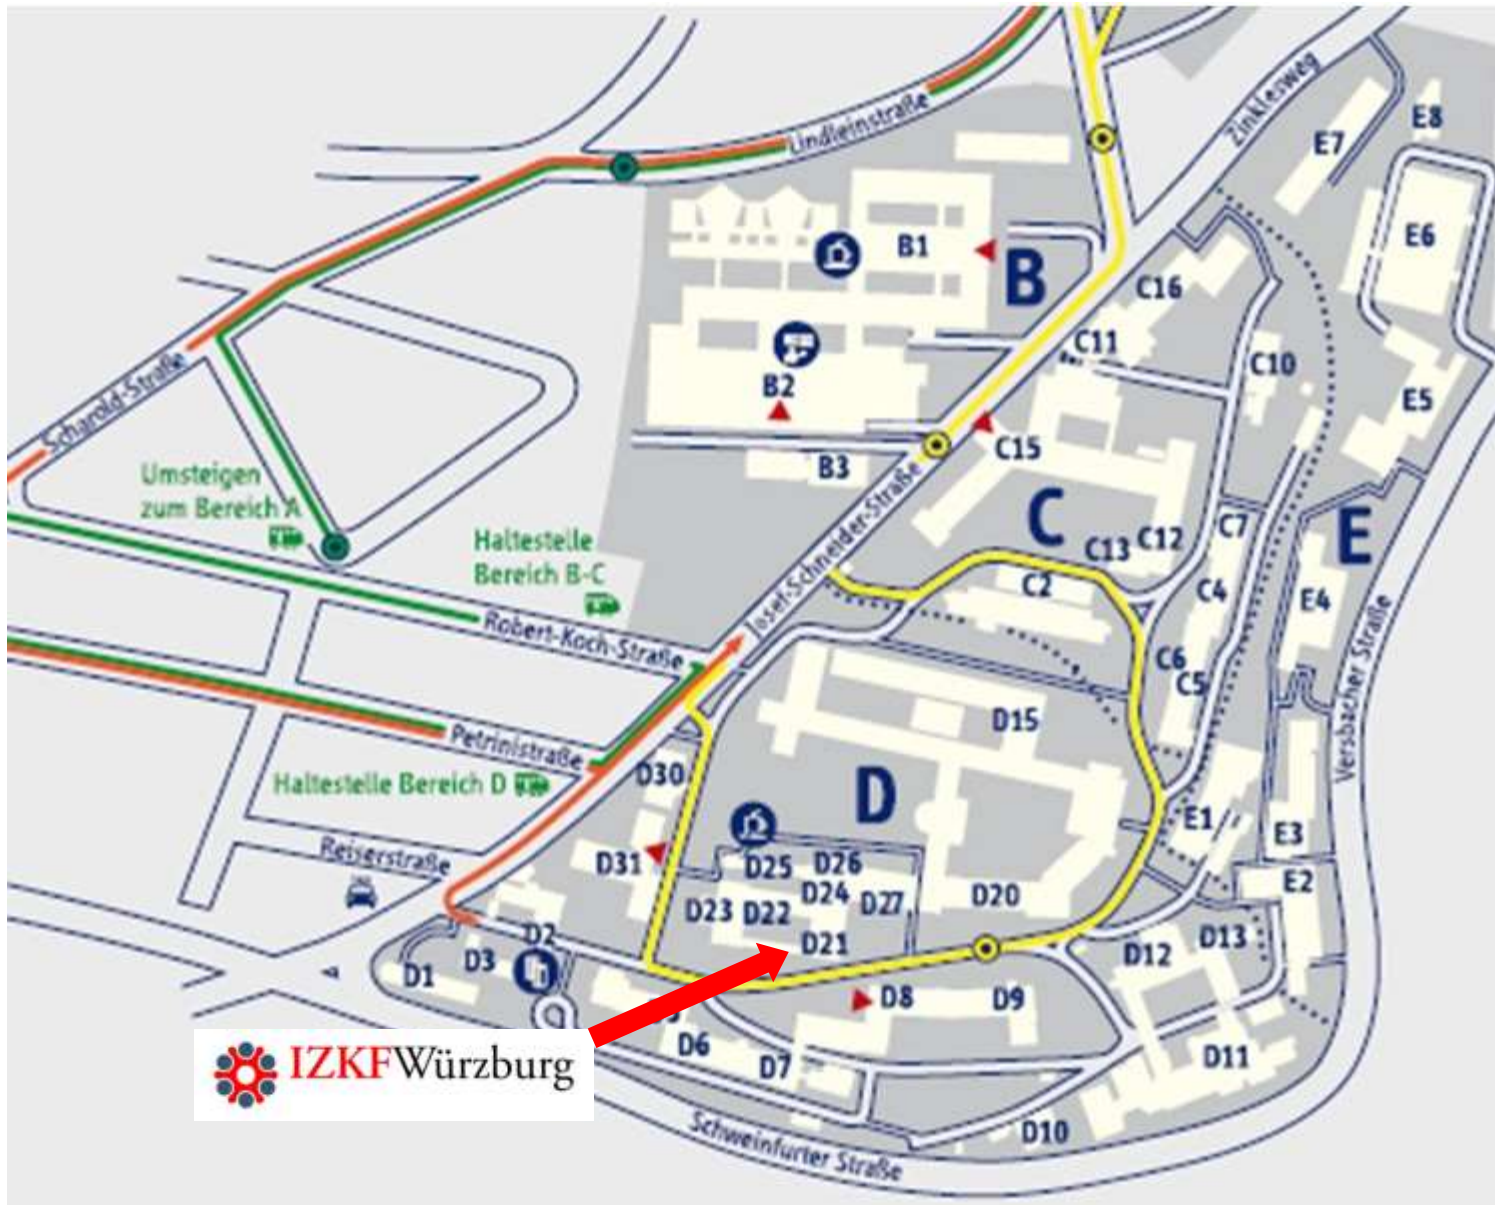 Lindleinstraße
Zinklesweg
E8
E7
E6
B1
B
C16
C11
C10
E5
B2
C15
B3
Scharold-Straße
Umsteigen
zum Bereich A
Haltestelle
Bereich B-C
Josef-Schneider-Straße
C
C13
C12
C7
E
C2
C4
E4
Robert-Koch-Straße
C6
C5
Versbacher Straße
Petrinistraße
D15
D30
Haltestelle Bereich D
D
E1
E3
Reiserstraße
D31
D25
D26
D24
D23
D22
D27
D20
E2
D21
D2
D3
D1
D12
D13
D8
D9
D6
D7
D11
IZKF Würzburg
D10
Schweinfurter Straße